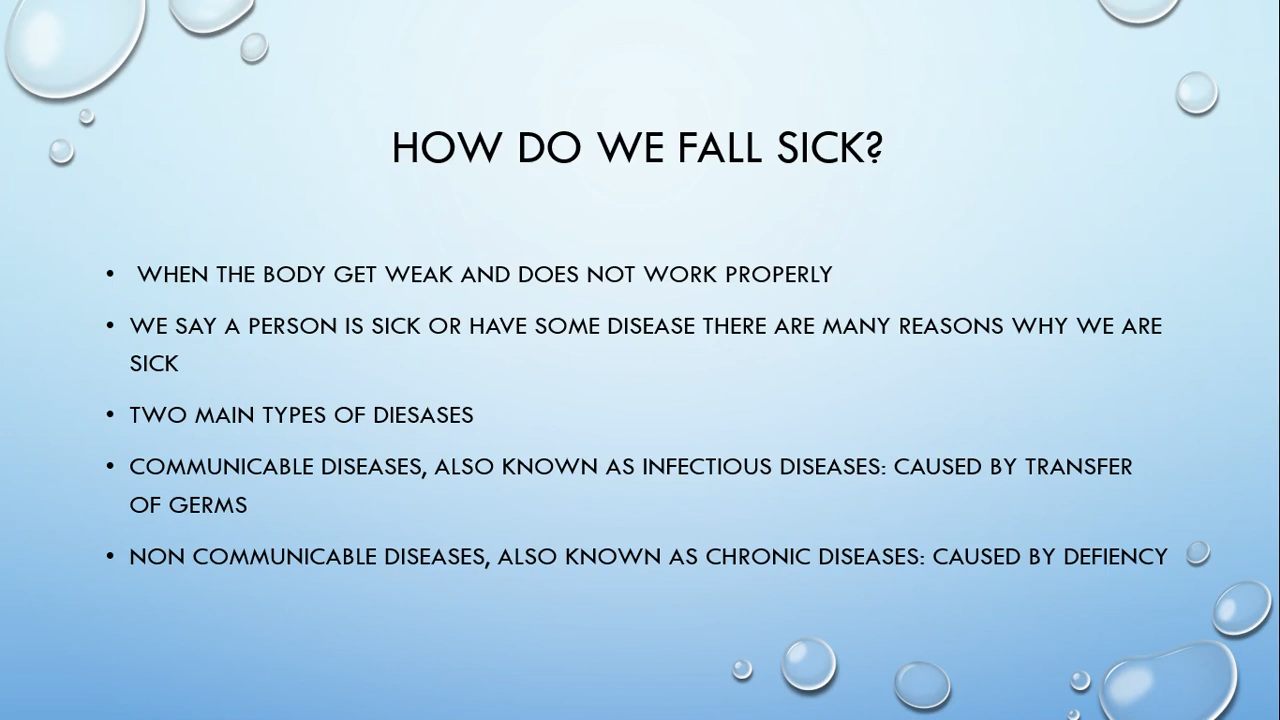 HOW DO WE FALL SICK?
• WHEN THE BODY GET WEAK AND DOES NOT WORK PROPERLY
• WE SAY A PERSON IS SICK OR HAVE SOME DISEASE THERE ARE MANY REASONS WHY WE ARE
SICK
• TWO MAIN TYPES OF DIESASES
• COMMUNICABLE DISEASES, ALSO KNOWN AS INFECTIOUS DISEASES: CAUSED BY TRANSFER
OF GERMS
• NON COMMUNICABLE DISEASES, ALSO KNOWN AS CHRONIC DISEASES: CAUSED BY DEFIENCY